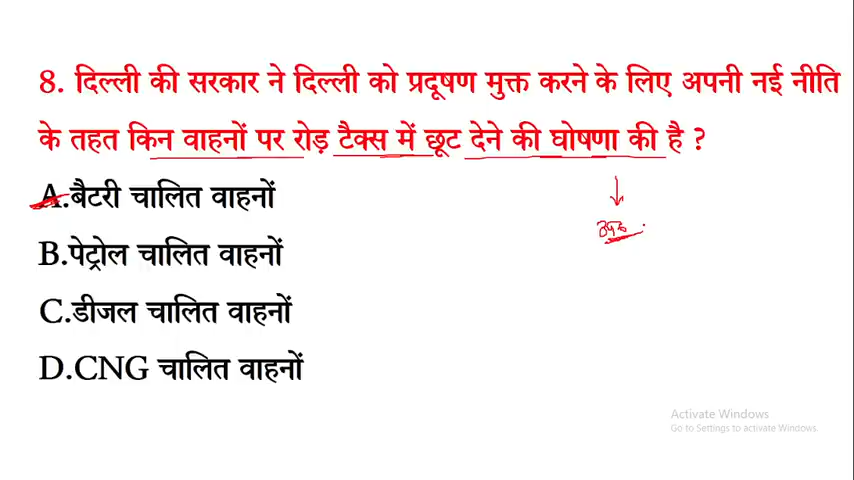 8. दिल्ली की सरकार ने दिल्ली को प्रदूषण मुक्त करने के लिए अपनी नई नीति
के तहत किन वाहनों पर रोड़ टैक्स में छूट देने की घोषणा की है ?
A.बैटरी चालित वाहनों
B.पेट्रोल चालित वाहनों
C.डीजल चालित वाहनों
D.CNG चालित वाहनों
Activate Windows
Go to Settings to activate Windows.